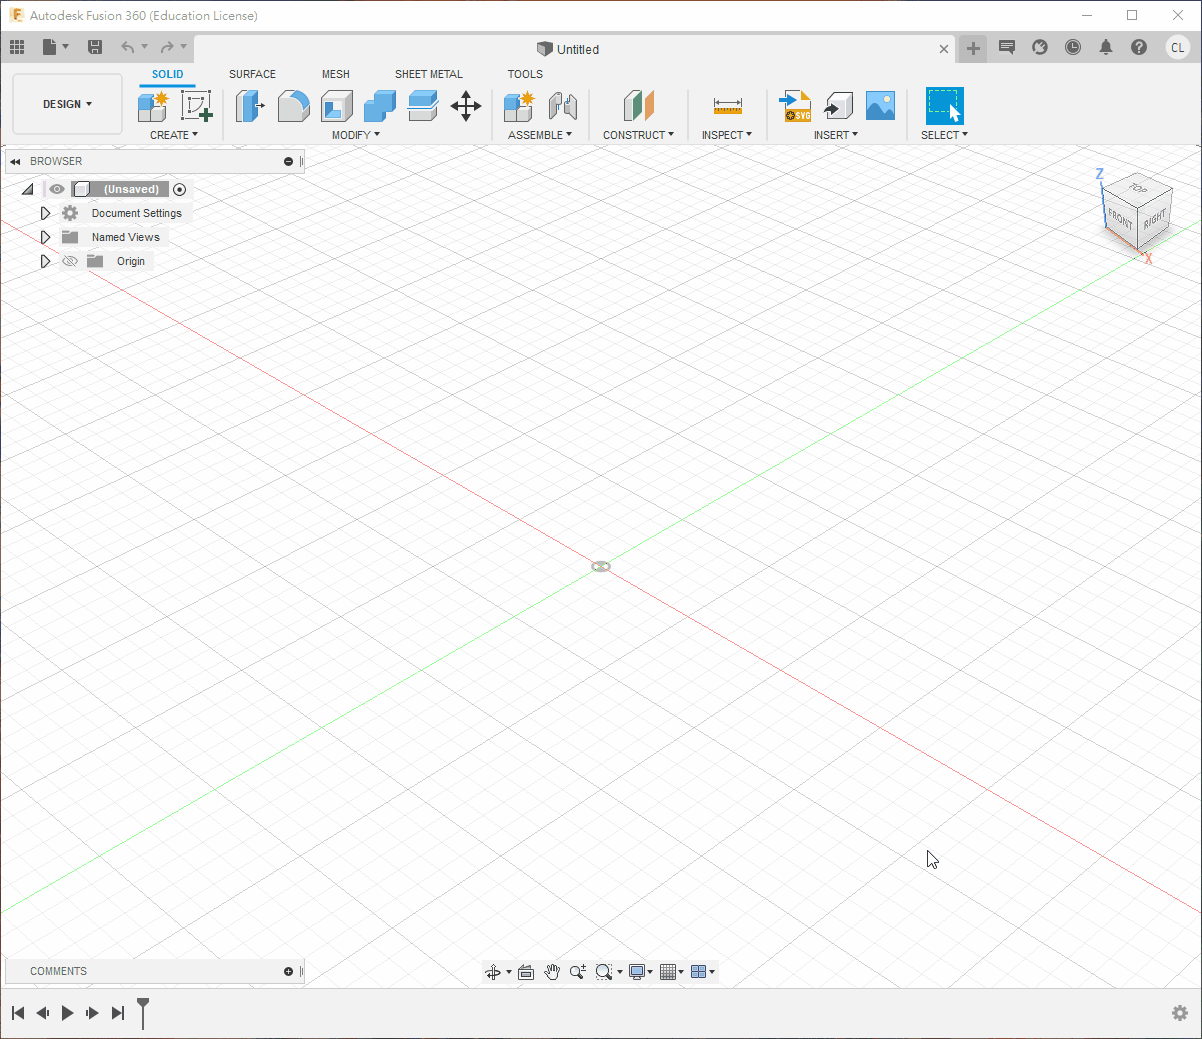 Autodesk Fusion 360 (Education License)
Untitled
CL
DESIGN
SOLID
SURFACE
MESH
SHEET METAL
TOOLS
SVG
CREATE
MODIFY
ASSEMBLE
CONSTRUCT
INSPECT
INSERT
SELECT
BROWSER
(Unsaved)
Document Settings
Named Views
Origin
Z
TOP
FRONT
RIGHT
X
COMMENTS